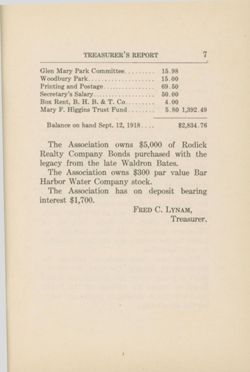 TREASURER'S REPORT 7
Glen Mary Park Committee......... 15.98
Woodbury Park................ 15.00
Printing and Postage.............. 69.50
Secretary's Salary................ 50.00
Box Rent, B. H. B. & T. Co........ 4.00
Mary F. Higgins Trust Fund....... 5.80 1,392.49
Balance on hand Sept. 12, 1918.... $2,834.76
The Association owns $5,000 of Rodick
Realty Company Bonds purchased with the
legacy from the late Waldron Bates.
The Association owns $300 par value Bar
Harbor Water Company stock.
The Association has on deposit bearing
interest $1,700.
FRED C. LYNAM,
Treasurer.